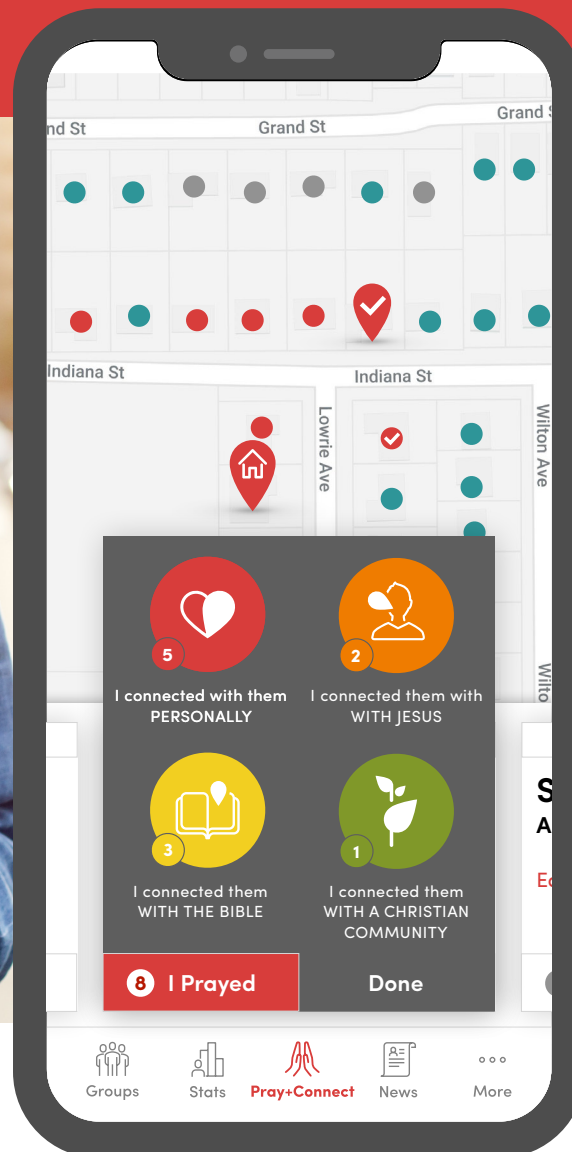 nd St
Grand St
Grand S
Indiana St
Indiana St
Lowrie Ave
Wilton Ave
Wilto
5
I connected with them
PERSONALLY
2
I connected them with
WITH JESUS
3
I connected them
WITH THE BIBLE
1
I connected them
WITH A CHRISTIAN
COMMUNITY
S
A
Ed
8 I Prayed
Done
Groups
Stats
Pray+Connect
News
More